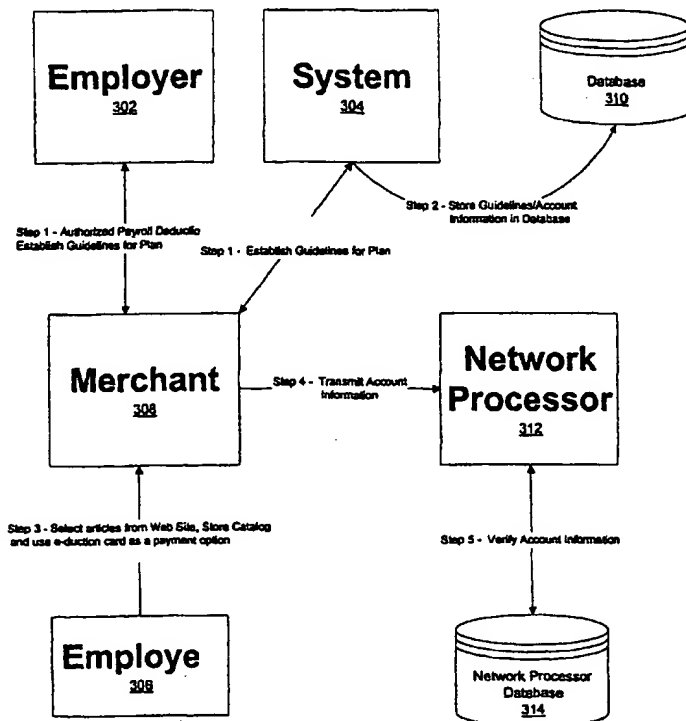 Employer
302
System
304
Database
310
Step 1 - Authorized Payroll Deductio
Establish Guidelines for Plan
Step 1 - Establish Guidelines for Plan
Step 2 - Store Guidelines/Account
Information in Database
Merchant
308
Step 4 - Transmit Account
Information
Network
Processor
312
Step 3 - Select articles from Web Site, Store Catalog
and use e-duction card as a payment option
Step 5 - Verify Account Information
Employe
306
Network Processor
Database
314